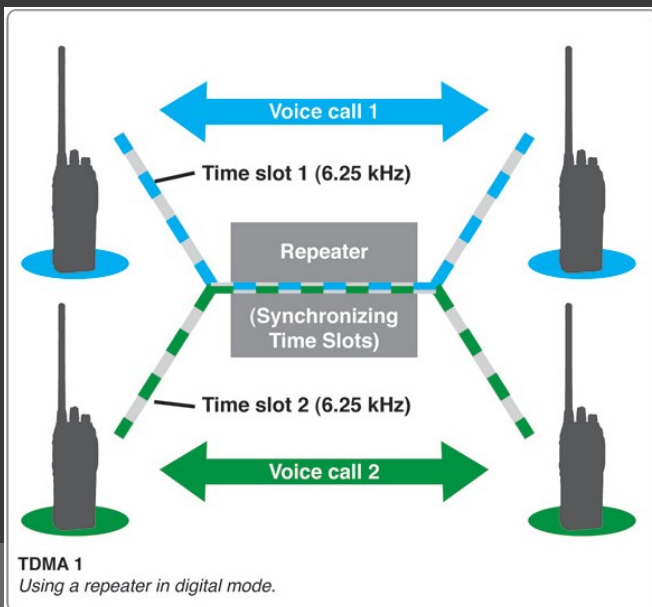 Voice call 1
Time slot 1 (6.25 kHz)
Repeater
(Synchronizing
Time Slots)
Time slot 2 (6.25 kHz)
Voice call 2
TDMA 1
Using a repeater in digital mode.